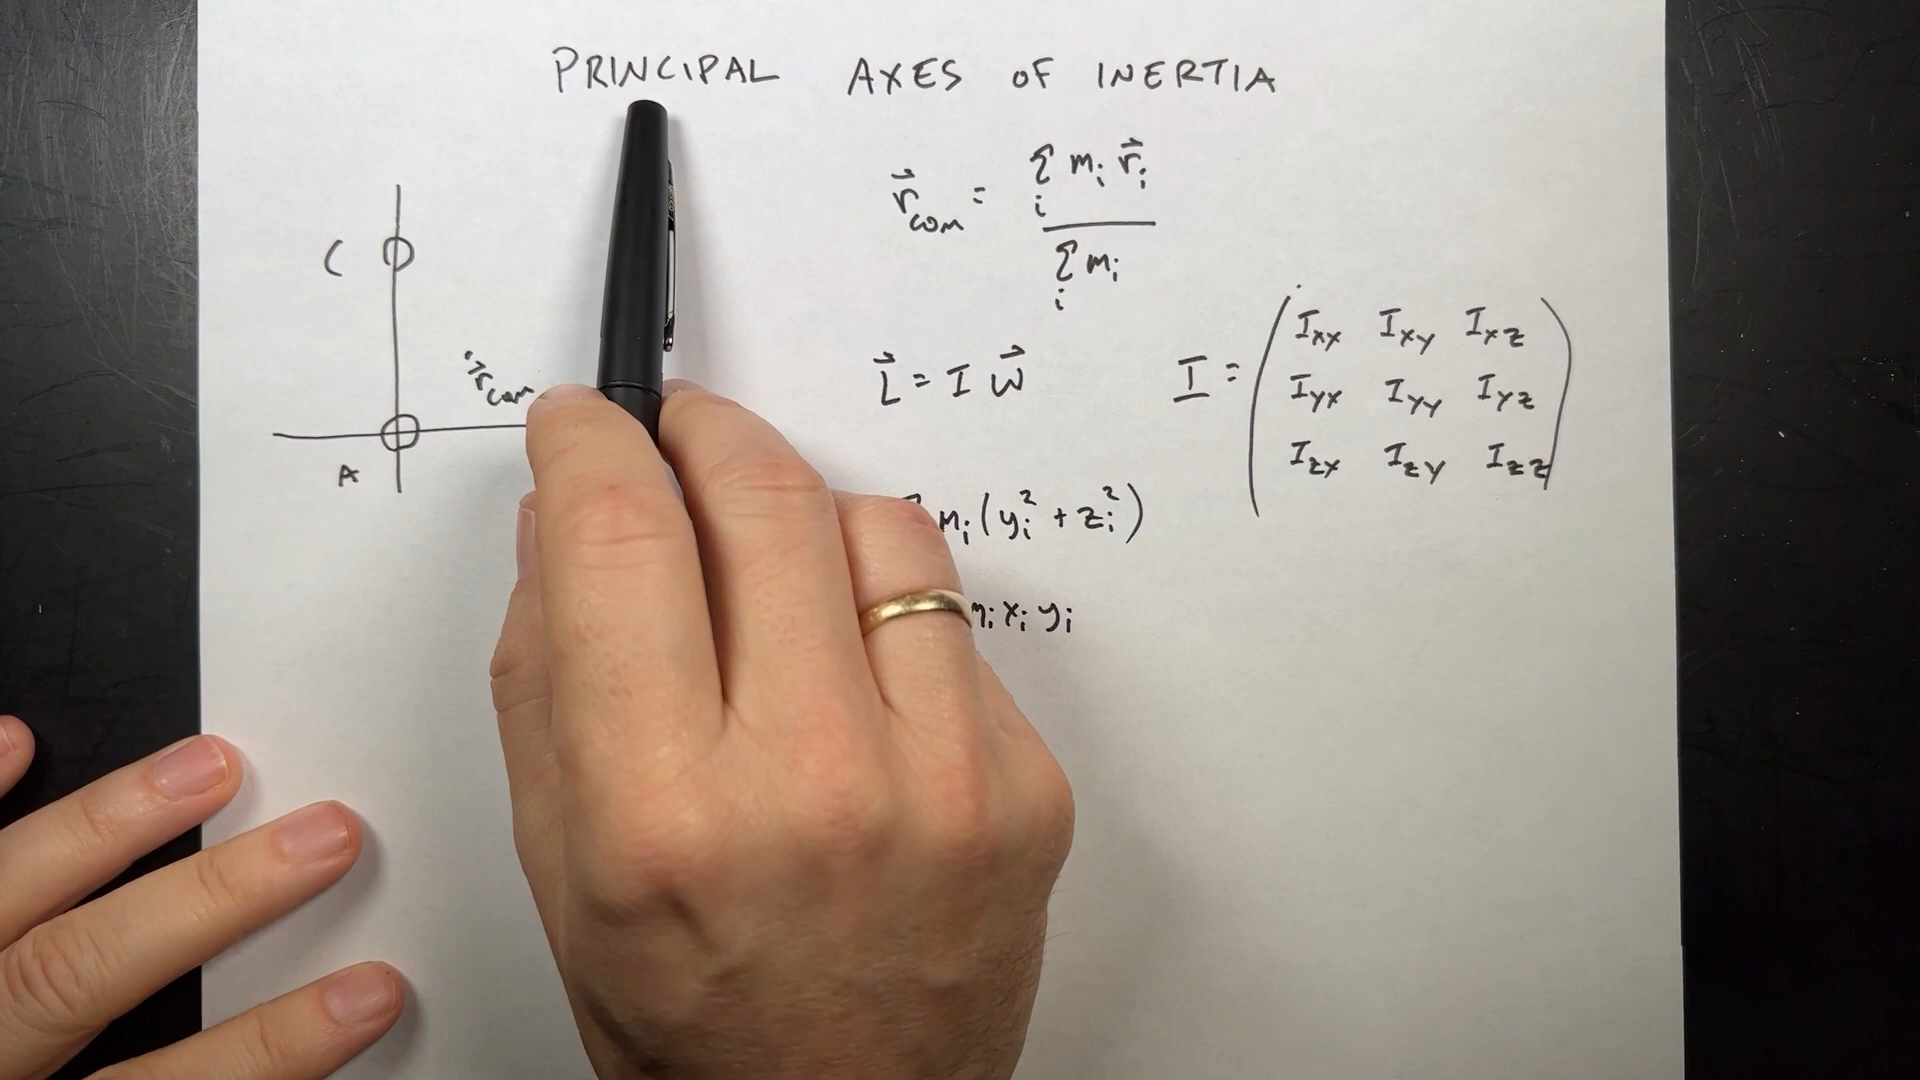 PRINCIPAL AXES OF INERTIA
r⃗com = Σi mi r⃗i / Σi mi
C
r⃗com
A
L⃗ = I w⃗
I = ( Ixx Ixy Ixz
Iyx Iyy Iyz
Izx Izy Izz )
mi (yi² + zi²)
mi xi yi